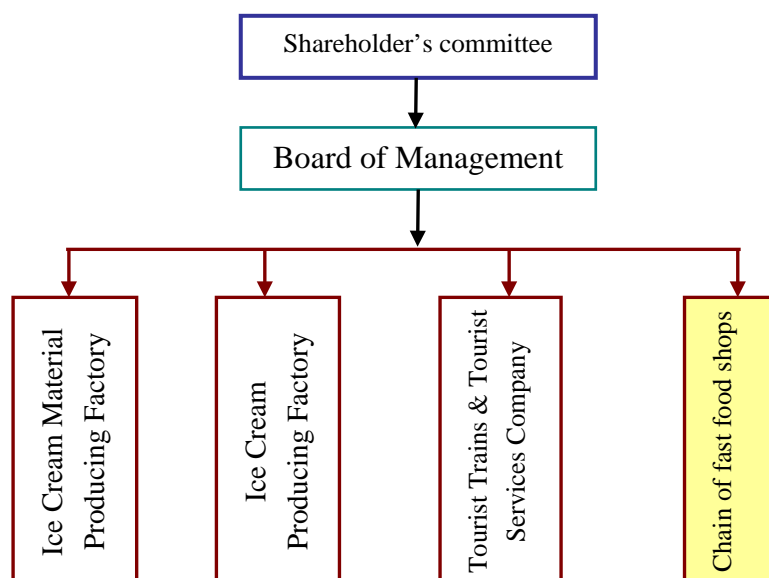 Shareholder’s committee
Board of Management
Ice Cream Material
Producing Factory
Ice Cream
Producing Factory
Tourist Trains & Tourist
Services Company
Chain of fast food shops